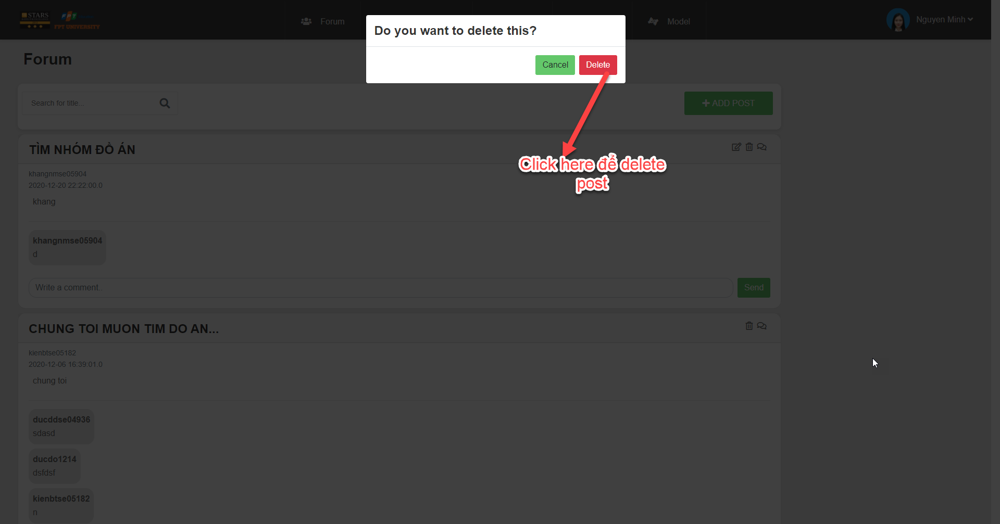 STARS
FPT
FPT UNIVERSITY
Forum
Model
Nguyen Minh
Do you want to delete this?
Cancel
Delete
Forum
Search for title...
ADD POST
TÌM NHÓM ĐỒ ÁN
Click here để delete
post
khangnmse05904
2020-12-20 22:22:00.0
khang
khangnmse05904
d
Write a comment..
Send
CHUNG TOI MUON TIM DO AN...
kienbtse05182
2020-12-06 16:39:01.0
chung toi
ducddse04936
sdasd
ducdo1214
dsfdsf
kienbtse05182
n